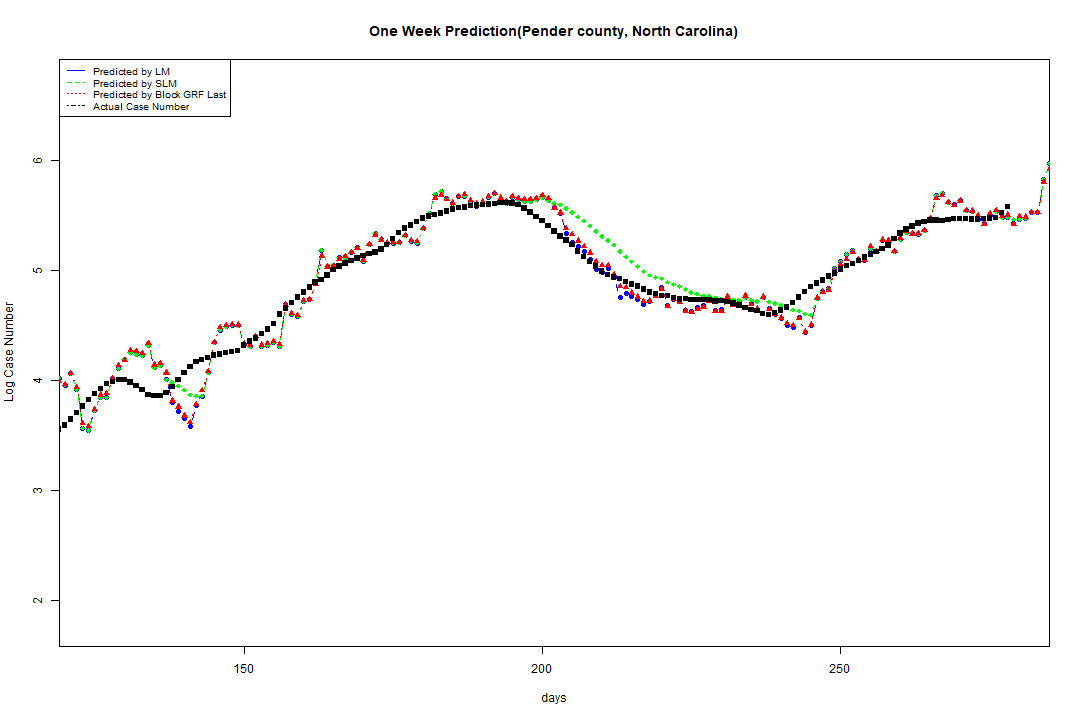 One Week Prediction(Pender county, North Carolina)
Predicted by LM
Predicted by SLM
Predicted by Block GRF Last
Actual Case Number
6
5
4
3
2
Log Case Number
150 200 250
days